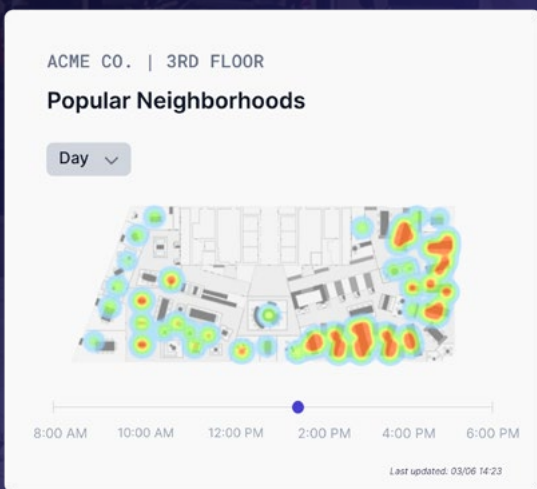 ACME CO. | 3RD FLOOR
Popular Neighborhoods
Day
8:00 AM 10:00 AM 12:00 PM 2:00 PM 4:00 PM 6:00 PM
Last updated: 03/06 14:23